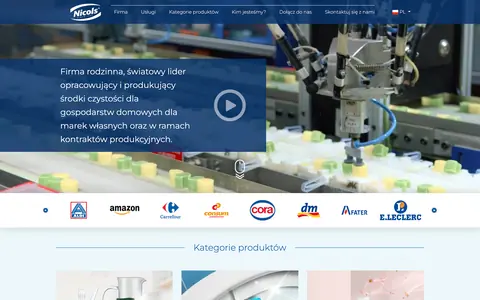 Nicols
Firma
Usługi
Kategorie produktów
Kim jesteśmy?
Dołącz do nas
Skontaktuj się z nami
PL
Firma rodzinna, światowy lider
opracowujący i produkujący
środki czystości dla
gospodarstw domowych dla
marek własnych oraz w ramach
kontraktów produkcyjnych.
ALDI
amazon
Carrefour
consum
cora
dm
FATER
E.LECLERC
Kategorie produktów